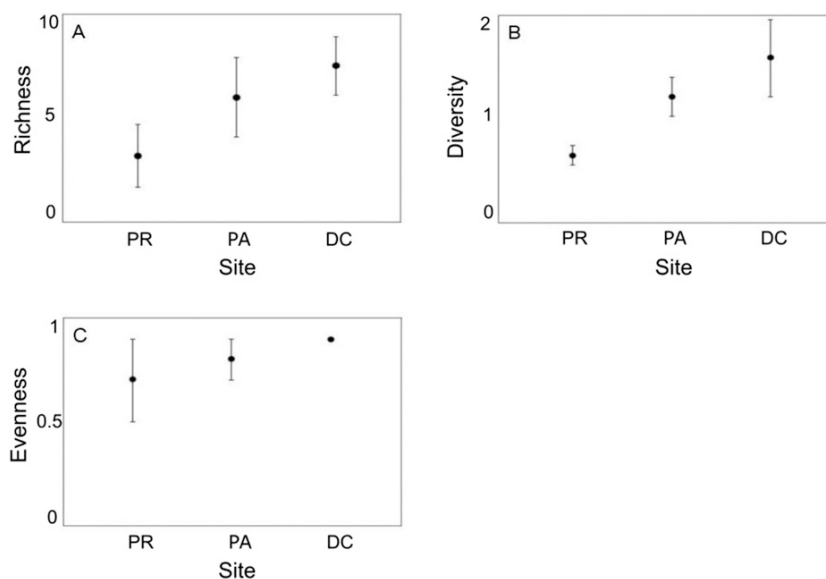 A
10
5
0
Richness
PR PA DC
Site
B
2
1
0
Diversity
PR PA DC
Site
C
1
0.5
0
Evenness
PR PA DC
Site